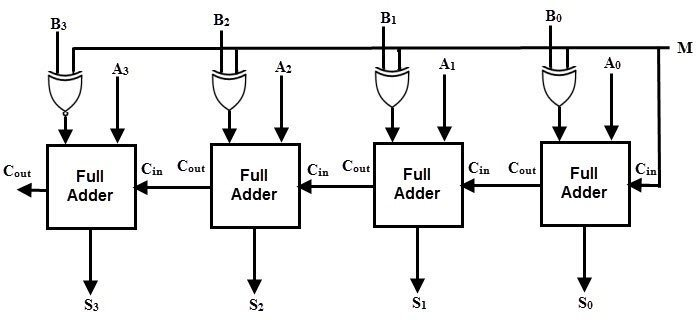 B3 B2 B1 B0
M
A3 A2 A1 A0
Cout Full Adder Cin Cout Full Adder Cin Cout Full Adder Cin Cout Full Adder Cin
S3 S2 S1 S0